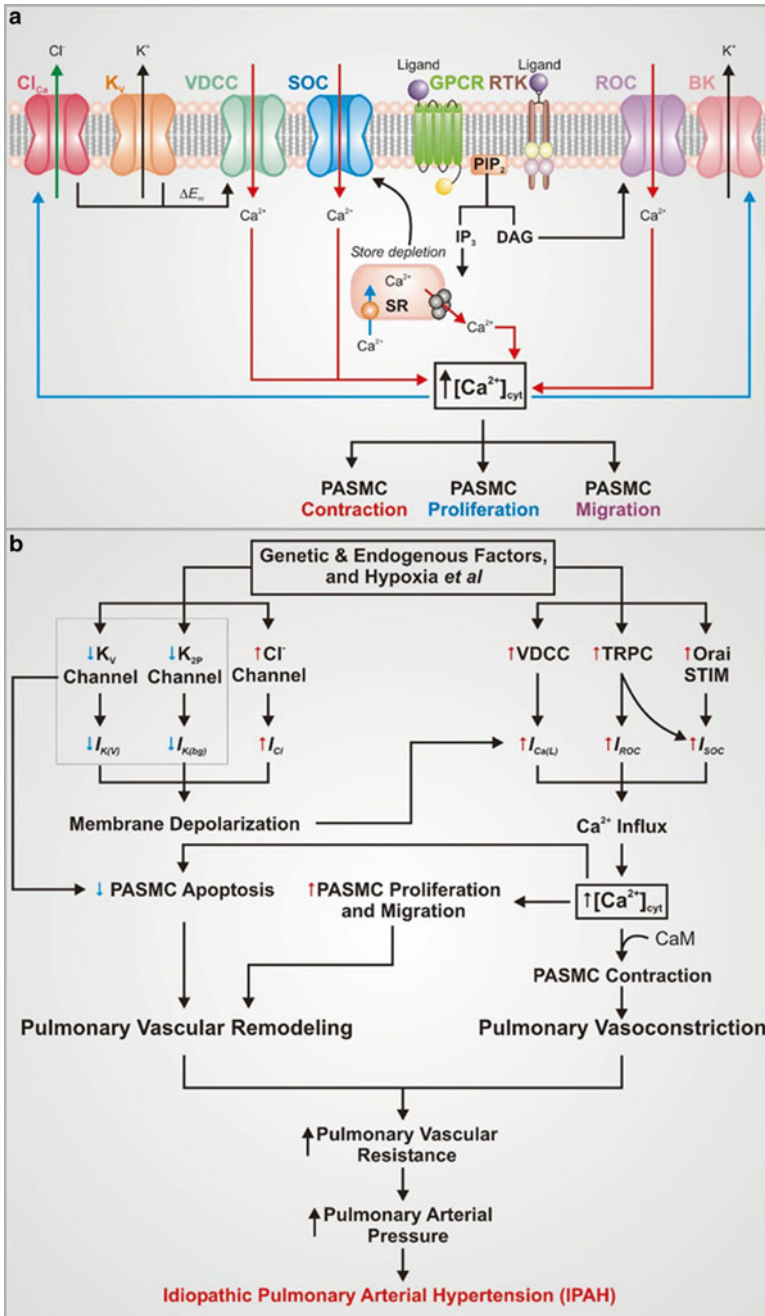 a
Cl⁻ K⁺ Ligand Ligand K⁺
Cl_Ca K_V VDCC SOC GPCR RTK ROC BK
PIP₂
ΔE_m
Ca²⁺ Ca²⁺ IP₃ DAG Ca²⁺
Store depletion
Ca²⁺
SR
Ca²⁺
Ca²⁺
↑[Ca²⁺]cyt
PASMC PASMC PASMC
Contraction Proliferation Migration
b
Genetic & Endogenous Factors,
and Hypoxia et al
↓K_V ↓K_2P ↑Cl⁻ ↑VDCC ↑TRPC ↑Orai
Channel Channel Channel STIM
↓I_K(V) ↓I_K(bg) ↑I_Cl ↑I_Ca(L) ↑I_ROC ↑I_SOC
Membrane Depolarization Ca²⁺ Influx
↓ PASMC Apoptosis ↑PASMC Proliferation ↑[Ca²⁺]cyt
and Migration
CaM
PASMC Contraction
Pulmonary Vascular Remodeling Pulmonary Vasoconstriction
↑Pulmonary Vascular
Resistance
↑Pulmonary Arterial
Pressure
Idiopathic Pulmonary Arterial Hypertension (IPAH)